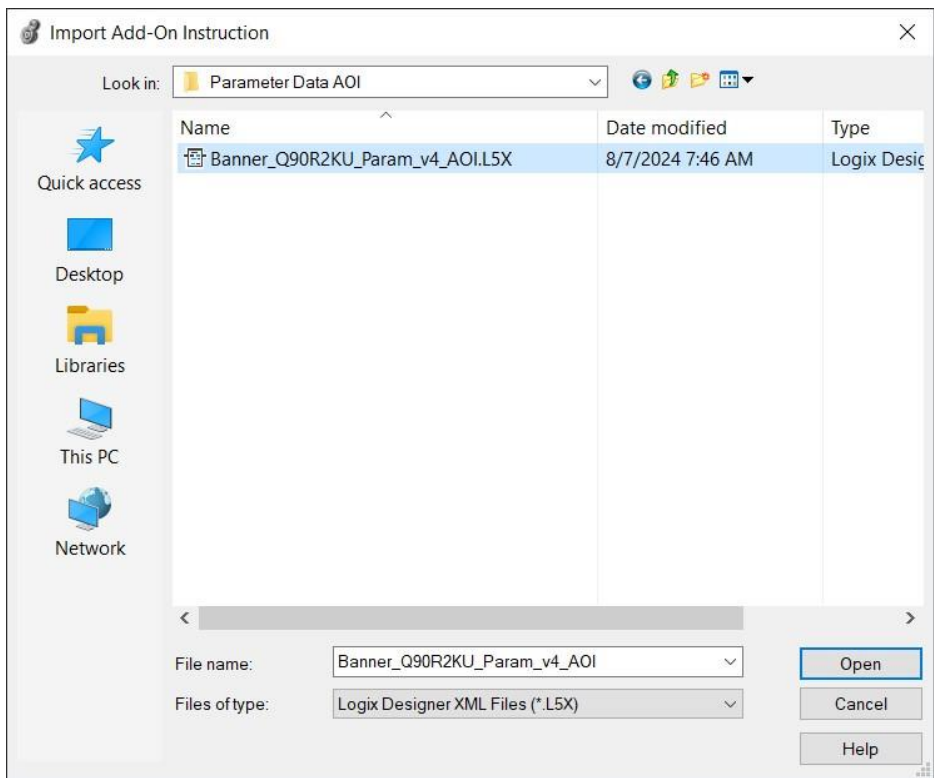 Import Add-On Instruction
Look in: Parameter Data AOI
Name Date modified Type
Banner_Q90R2KU_Param_v4_AOI.L5X 8/7/2024 7:46 AM Logix Desig
Quick access
Desktop
Libraries
This PC
Network
File name: Banner_Q90R2KU_Param_v4_AOI Open
Files of type: Logix Designer XML Files (*.L5X) Cancel
Help